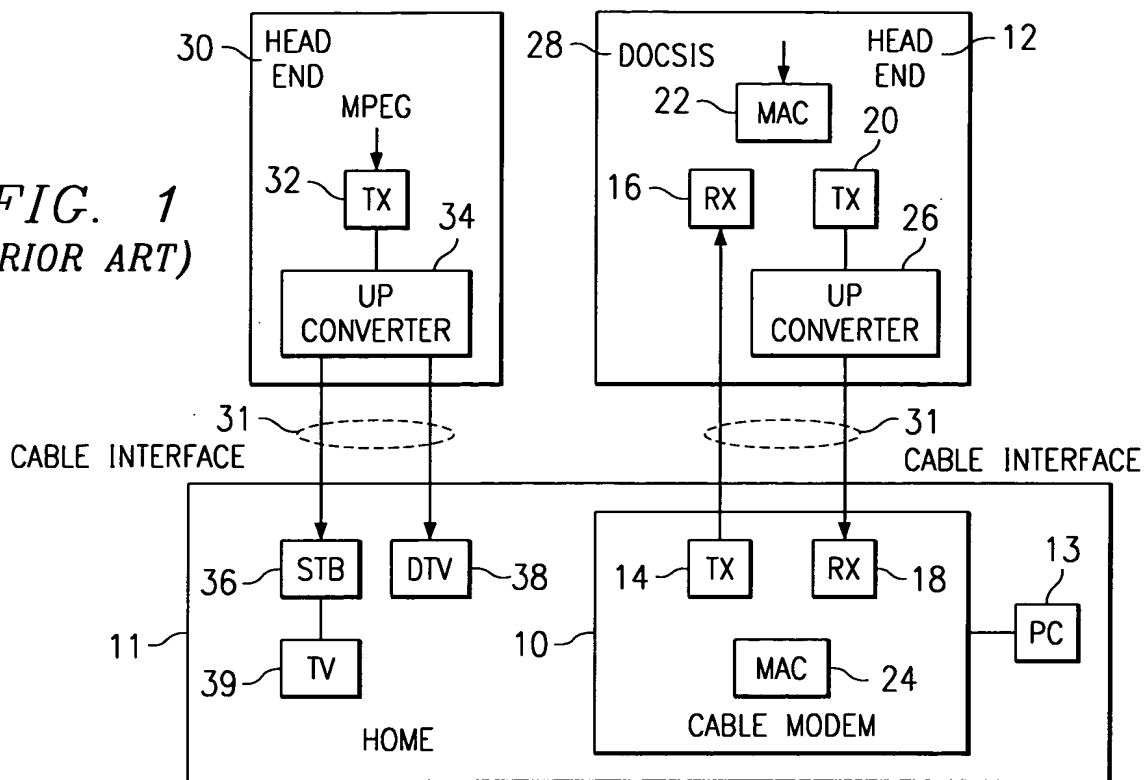 30
HEAD
END
MPEG
32
TX
34
UP
CONVERTER
28
DOCSIS
HEAD
END
12
22
MAC
20
16
RX
TX
26
UP
CONVERTER
FIG. 1
RIOR ART)
31
CABLE INTERFACE
31
CABLE INTERFACE
36
STB
DTV
38
11
39
TV
HOME
14
TX
RX
18
10
MAC
24
CABLE MODEM
13
PC